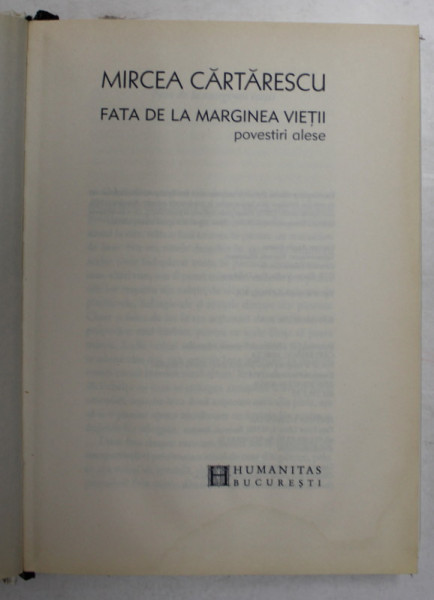 MIRCEA CĂRTĂRESCU
FATA DE LA MARGINEA VIEȚII
povestiri alese
HUMANITAS
BUCUREȘTI